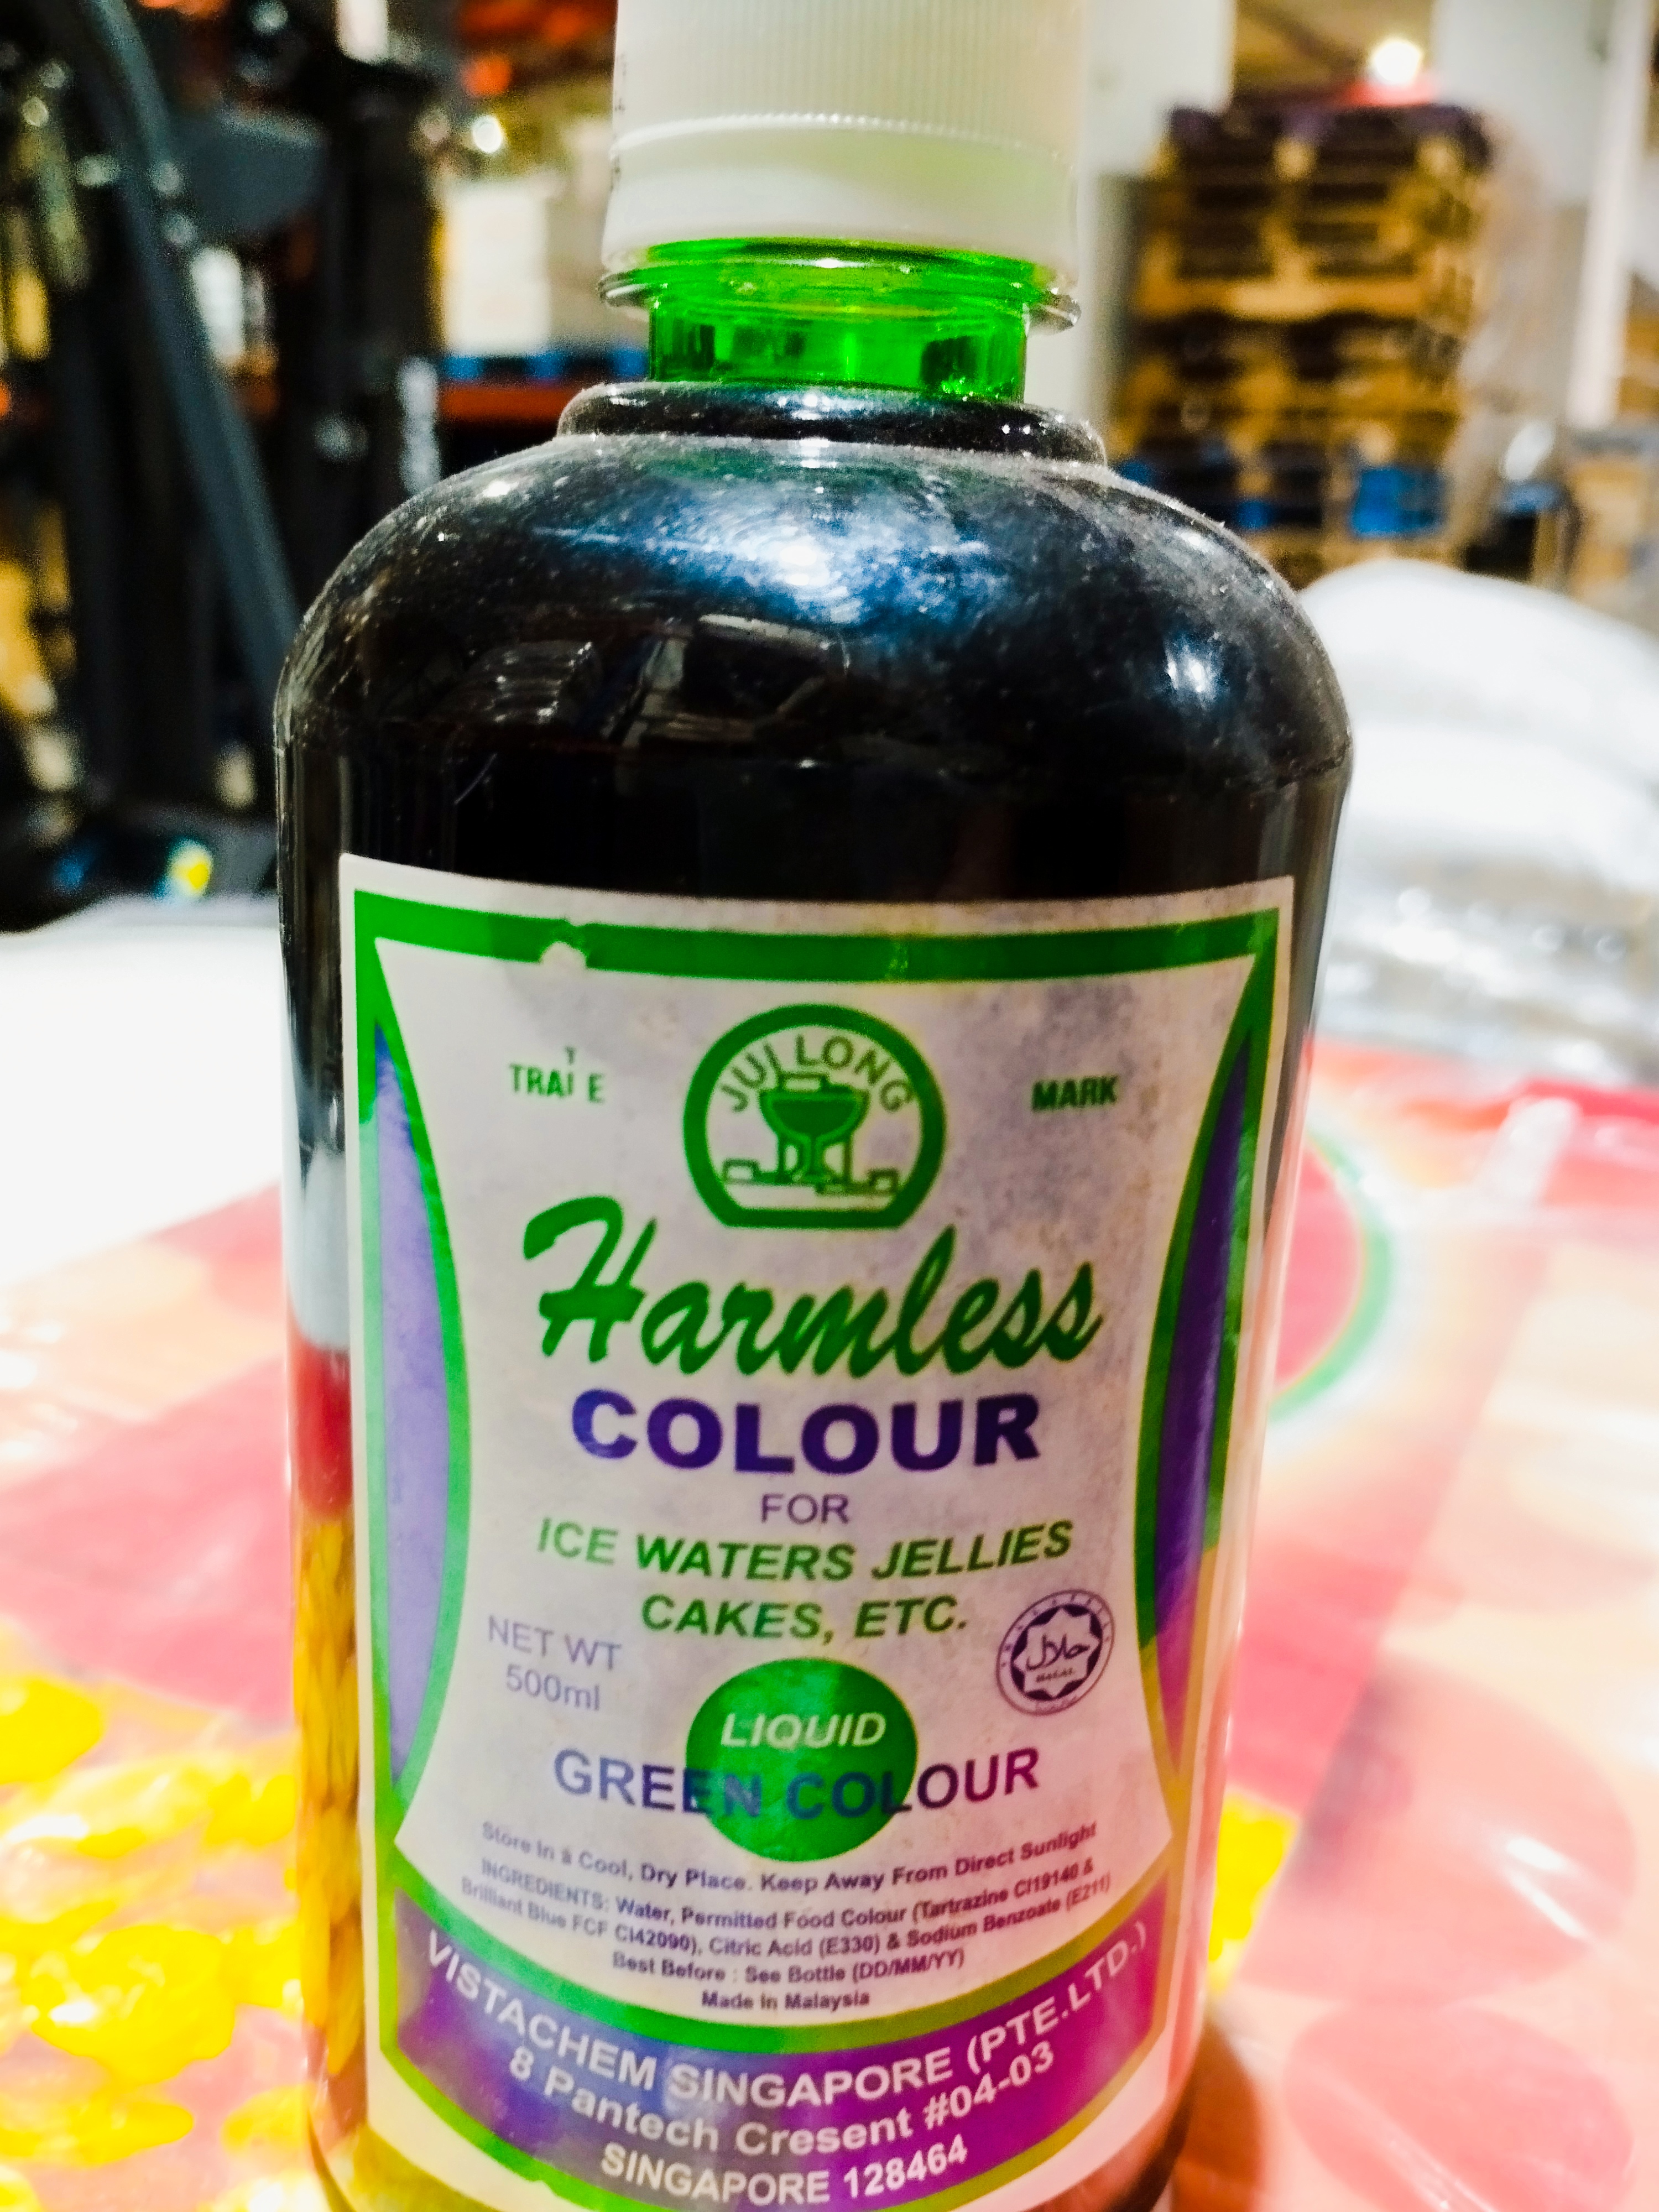 JUI LONG
TRADE MARK
Harmless
COLOUR
FOR
ICE WATERS JELLIES
CAKES, ETC.
NET WT
500ml
حلال
HALAL
LIQUID
GREEN COLOUR
Store In a Cool, Dry Place. Keep Away From Direct Sunlight
INGREDIENTS: Water, Permitted Food Colour (Tartrazine CI19140 &
Brilliant Blue FCF CI42090), Citric Acid (E330) & Sodium Benzoate (E211)
Best Before : See Bottle (DD/MM/YY)
Made In Malaysia
VISTACHEM SINGAPORE (PTE.LTD.)
8 Pantech Cresent #04-03
SINGAPORE 128464